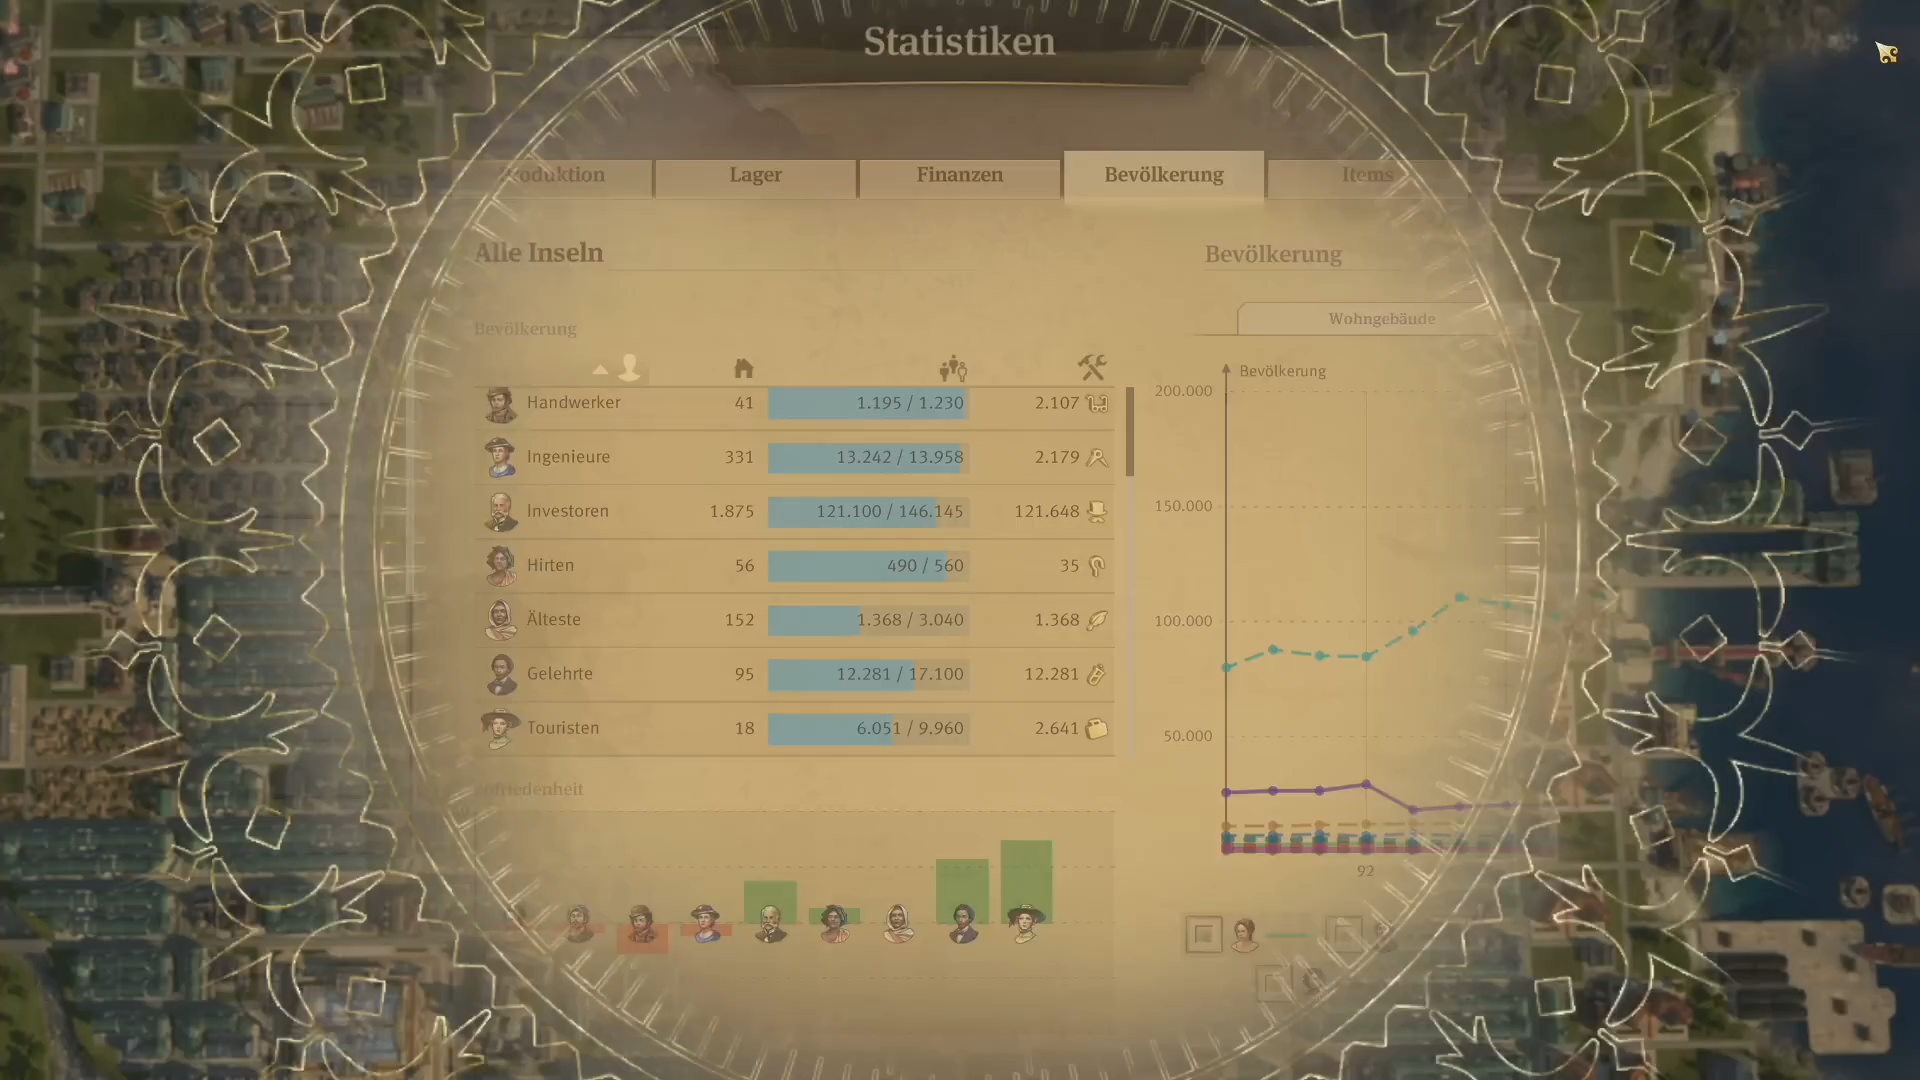 Statistiken
Produktion
Lager
Finanzen
Bevölkerung
Items
Alle Inseln
Bevölkerung
Handwerker 41 1.195 / 1.230 2.107
Ingenieure 331 13.242 / 13.958 2.179
Investoren 1.875 121.100 / 146.145 121.648
Hirten 56 490 / 560 35
Älteste 152 1.368 / 3.040 1.368
Gelehrte 95 12.281 / 17.100 12.281
Touristen 18 6.051 / 9.960 2.641
Zufriedenheit
Bevölkerung
Wohngebäude
Bevölkerung
200.000
150.000
100.000
50.000
92